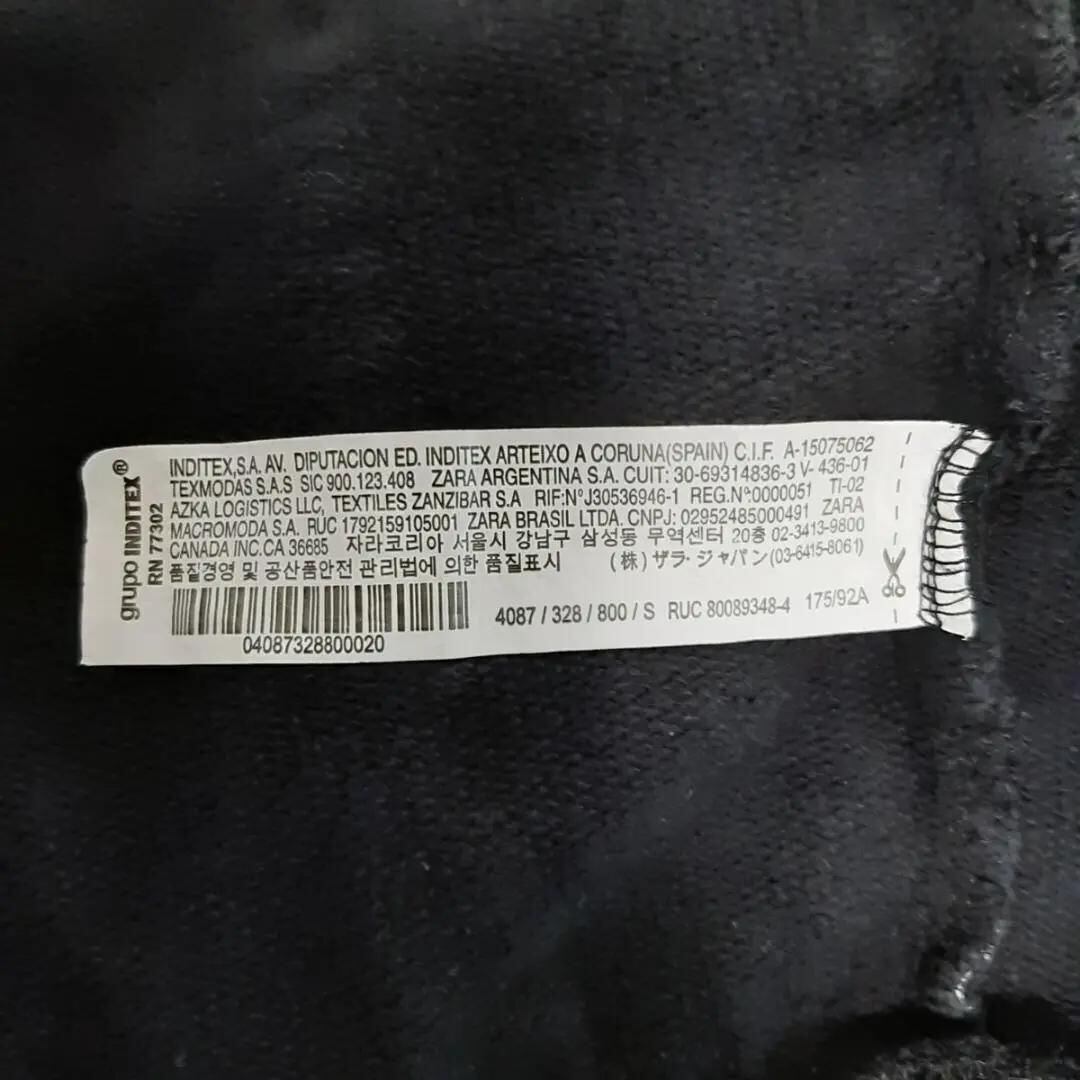 grupo INDITEX®
RN 77302
INDITEX,S.A. AV. DIPUTACION ED. INDITEX ARTEIXO A CORUNA(SPAIN) C.I.F. A-15075062
TEXMODAS S.A.S SIC 900.123.408 ZARA ARGENTINA S.A. CUIT: 30-69314836-3 V- 436-01
AZKA LOGISTICS LLC, TEXTILES ZANZIBAR S.A RIF:N°J30536946-1 REG.N°0000051 TI-02
MACROMODA S.A. RUC 1792159105001 ZARA BRASIL LTDA. CNPJ: 02952485000491 ZARA
CANADA INC.CA 36685 자라코리아 서울시 강남구 삼성동 무역센터 20층 02-3413-9800
품질경영 및 공산품안전 관리법에 의한 품질표시 (株) ザラ・ジャパン(03-6415-8061)
4087 / 328 / 800 / S RUC 80089348-4 175/92A
04087328800020